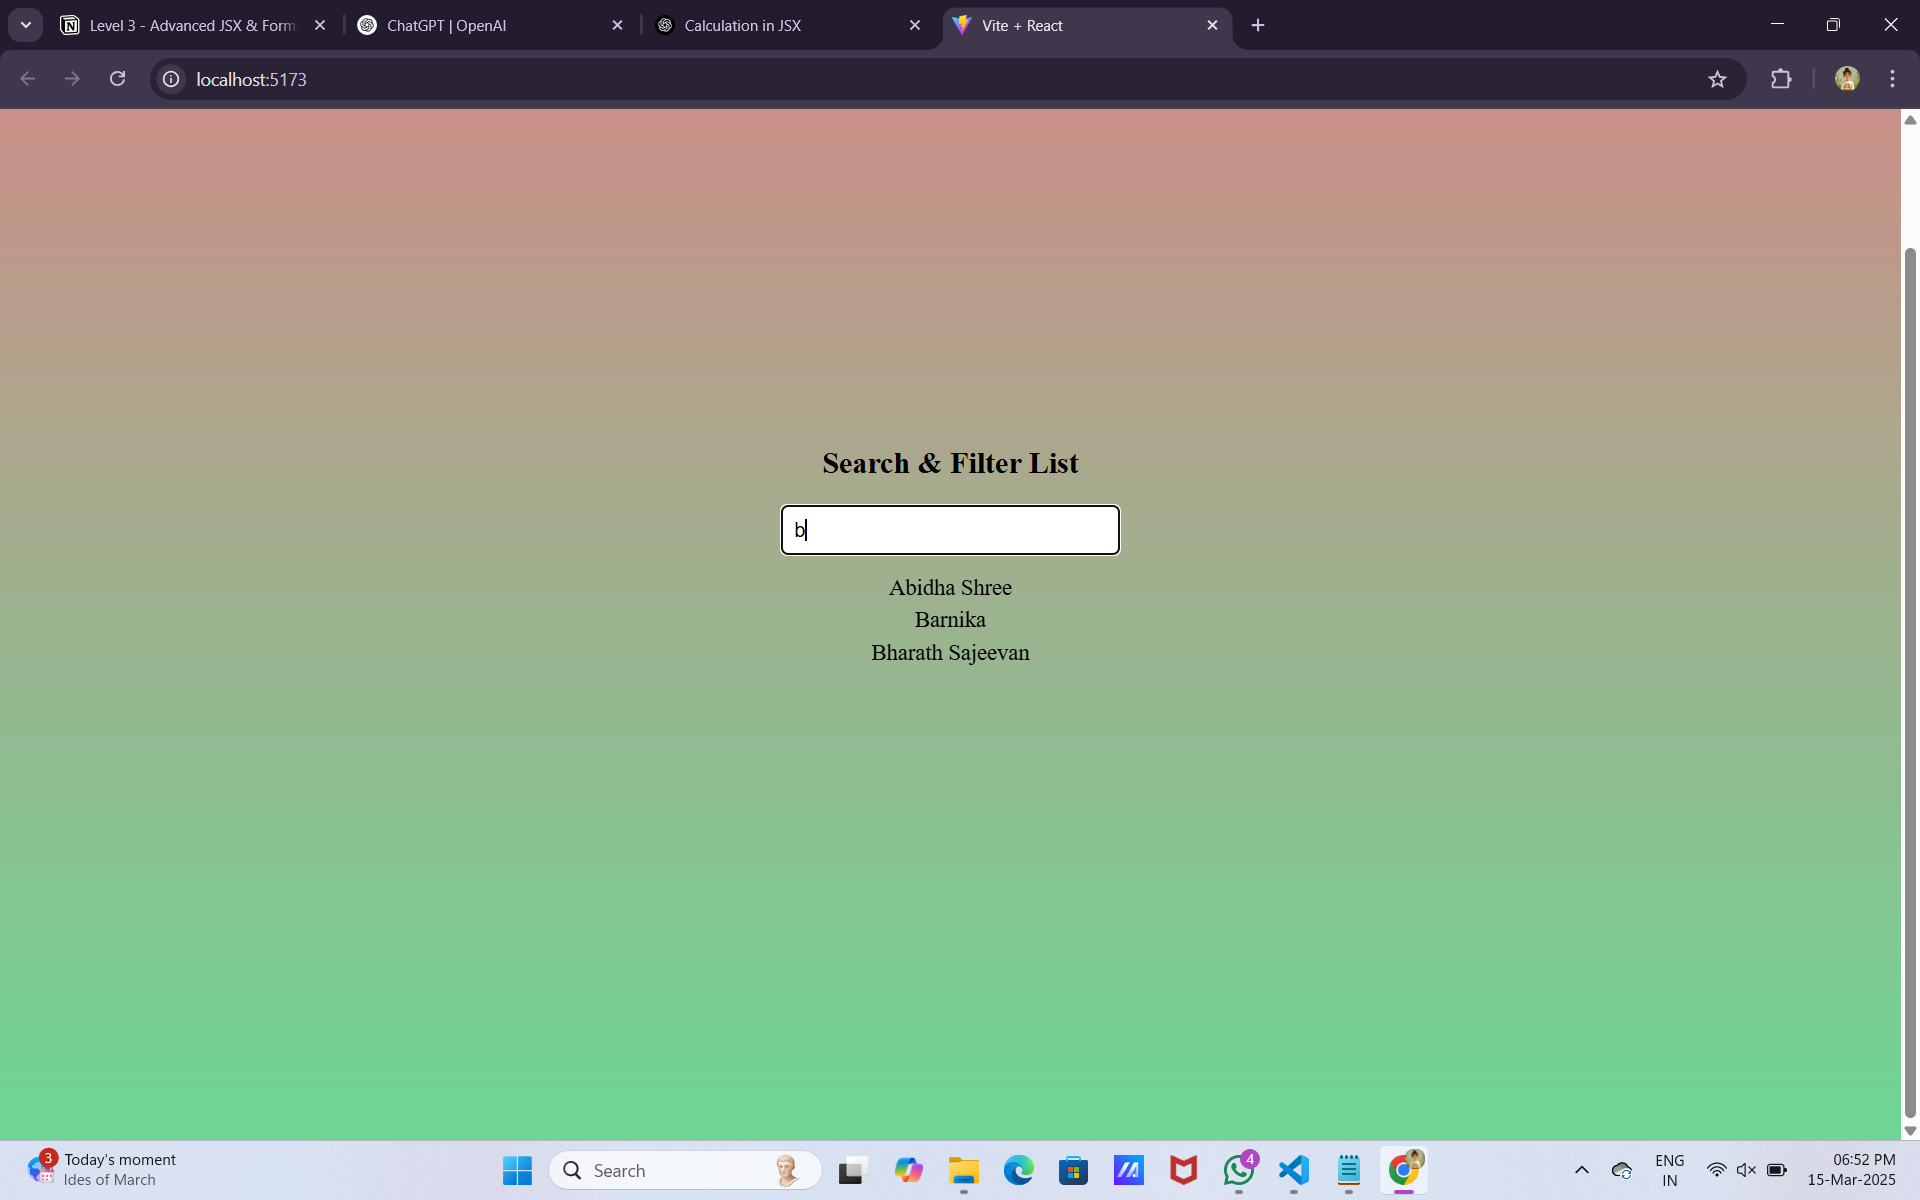 Level 3 - Advanced JSX & Form
ChatGPT | OpenAI
Calculation in JSX
Vite + React
localhost:5173
Search & Filter List
b
Abidha Shree
Barnika
Bharath Sajeevan
3
Today's moment
Ides of March
Search
4
ENG
IN
06:52 PM
15-Mar-2025